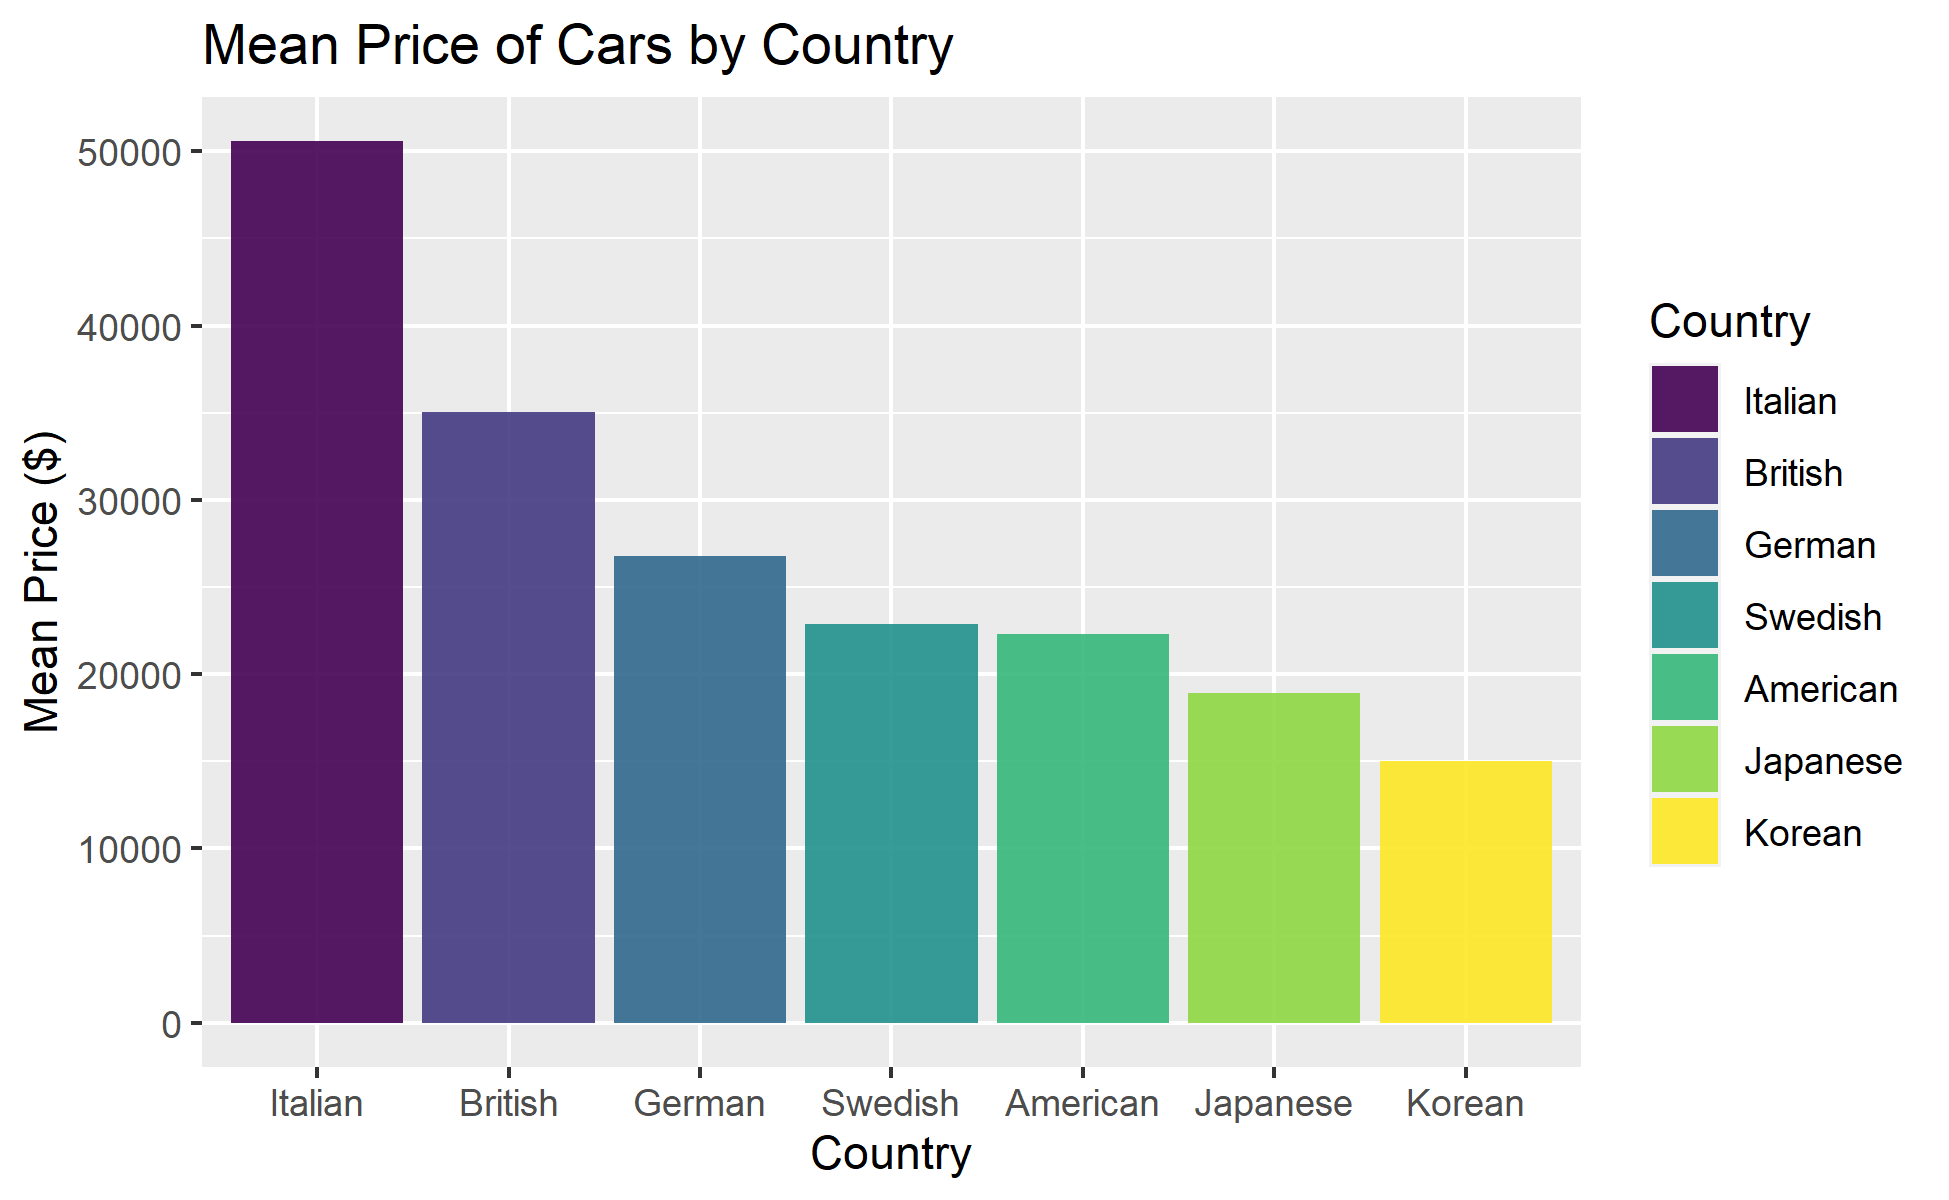 Mean Price of Cars by Country
Mean Price ($)
50000
40000
30000
20000
10000
0
Italian British German Swedish American Japanese Korean
Country
Country
Italian
British
German
Swedish
American
Japanese
Korean